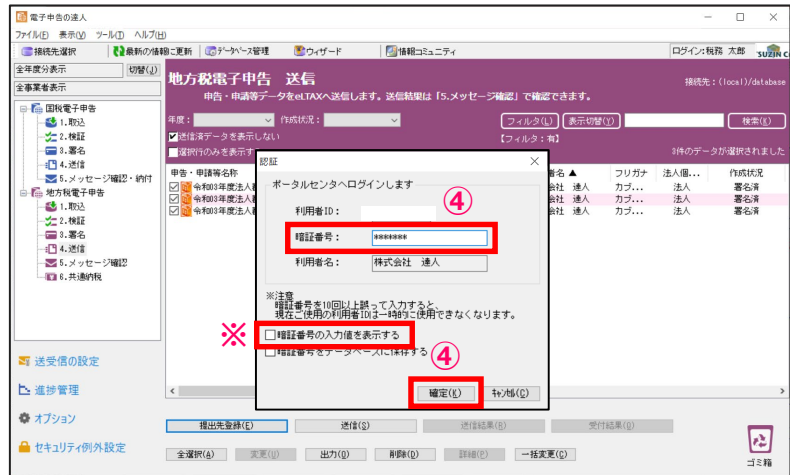 電子申告の達人
ファイル(F) 表示(V) ツール(T) ヘルプ(H)
接続先選択 最新の情報に更新 データベース管理 ウィザード 情報コミュニティ ログイン:税務 太郎
全年度分表示 切替(J)
全事業者表示
国税電子申告
1.取込
2.検証
3.署名
4.送信
5.メッセージ確認・納付
地方税電子申告
1.取込
2.検証
3.署名
4.送信
5.メッセージ確認
6.共通納税
送受信の設定
進捗管理
オプション
セキュリティ例外設定
地方税電子申告 送信
接続先:(local)/database
申告・申請等データをeLTAXへ送信します。送信結果は「5.メッセージ確認」で確認できます。
年度: 作成状況: フィルタ(L) 表示切替(Y) 検索(K)
送信済データを表示しない 【フィルタ:有】
選択行のみを表示す 3件のデータが選択されました
申告・申請等名称 者名 ▲ フリガナ 法人個... 作成状況
令和03年度法人 会社 達人 カブ... 法人 署名済
令和03年度法人 会社 達人 カブ... 法人 署名済
令和03年度法人 会社 達人 カブ... 法人 署名済
認証
ポータルセンタへログインします
④
利用者ID:
暗証番号: *******
利用者名: 株式会社 達人
※注意
暗証番号を10回以上誤って入力すると、
現在ご使用の利用者IDは一時的に使用できなくなります。
※
暗証番号の入力値を表示する
暗証番号をデータベースに保存する
④
確定(K) キャンセル(C)
提出先登録(E) 送信(S) 送信結果(R) 受付結果(B)
全選択(A) 変更(U) 出力(O) 削除(D) 詳細(P) 一括変更(C)
ゴミ箱